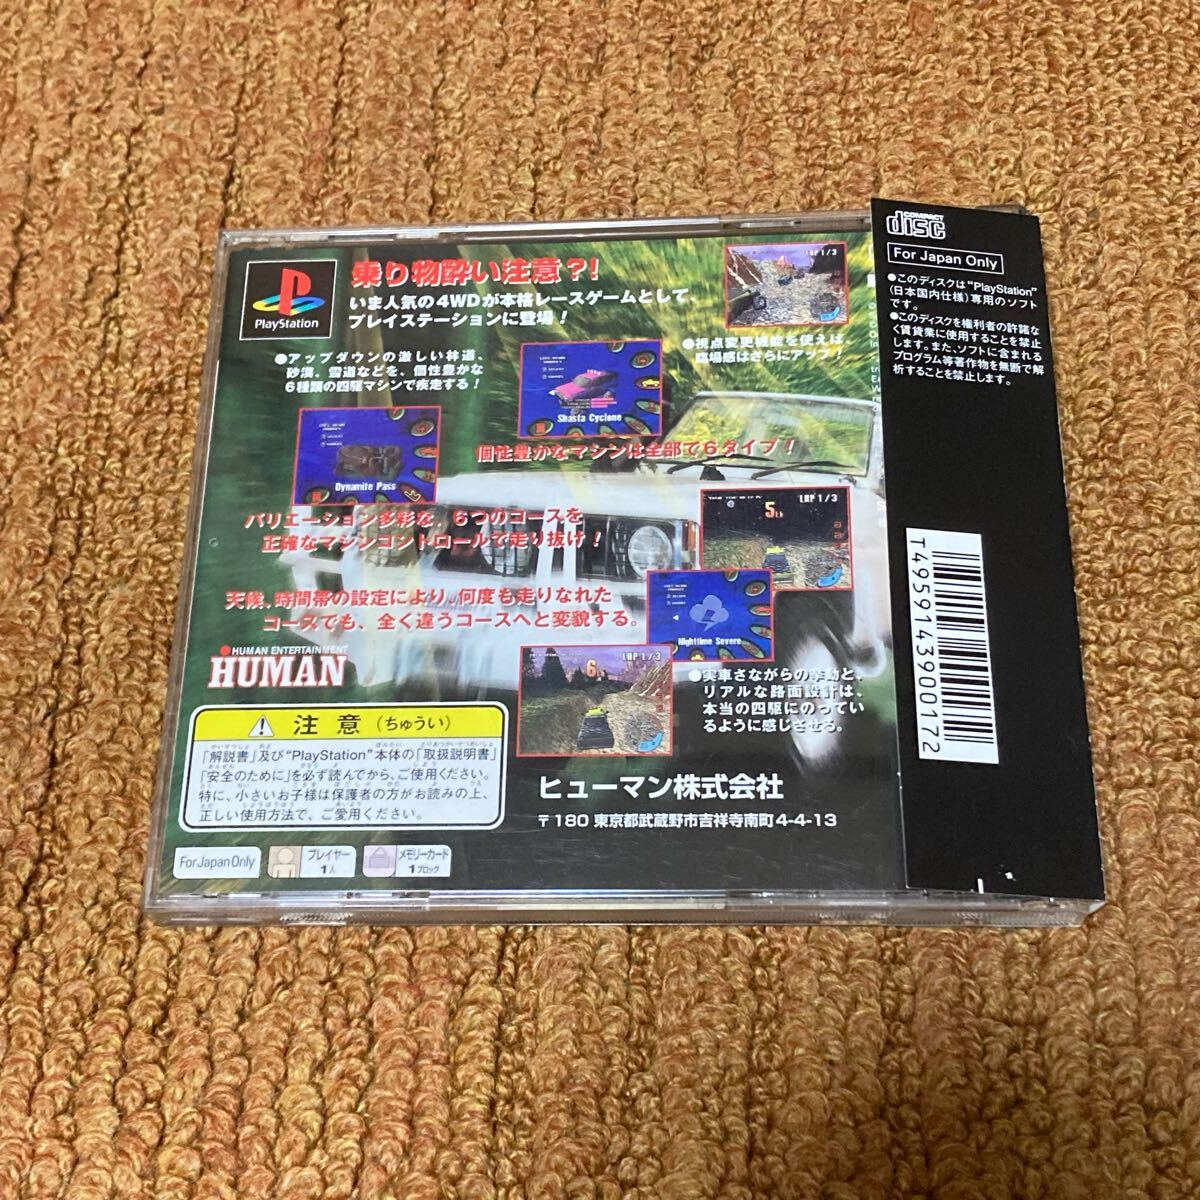 PlayStation
乗り物酔い注意?!
いま人気の4WDが本格レースゲームとして、
プレイステーションに登場!
●アップダウンの激しい林道、
砂漠、雪道などを、個性豊かな
6種類の四駆マシンで疾走する!
LAP 1/3
●視点変更機能を使えば、
臨場感はさらにアップ!
Shasta Cyclone
個性豊かなマシンは全部で6タイプ!
Dynamite Pass
バリエーション多彩な、6つのコースを
正確なマシンコントロールで走り抜け!
5th
LAP 1/3
天候、時間帯の設定により、何度も走りなれた
コースでも、全く違うコースへと変貌する。
Nighttime Severe
HUMAN ENTERTAINMENT
HUMAN
6
LAP 1/3
●実車さながらの挙動と、
リアルな路面設計は、
本当の四駆にのってい
るように感じさせる。
注意(ちゅうい)
「解説書」及び"PlayStation"本体の「取扱説明書」
「安全のために」を必ず読んでから、ご使用ください。
特に、小さいお子様は保護者の方がお読みの上、
正しい使用方法で、ご愛用ください。
ヒューマン株式会社
〒180 東京都武蔵野市吉祥寺南町4-4-13
For Japan Only
プレイヤー
1人
メモリーカード
1ブロック
COMPACT
disc
For Japan Only
●このディスクは"PlayStation"
(日本国内仕様)専用のソフト
です。
●このディスクを権利者の許諾な
く賃貸業に使用することを禁止
します。また、ソフトに含まれる
プログラム等著作物を無断で解
析することを禁止します。
T4959143900172